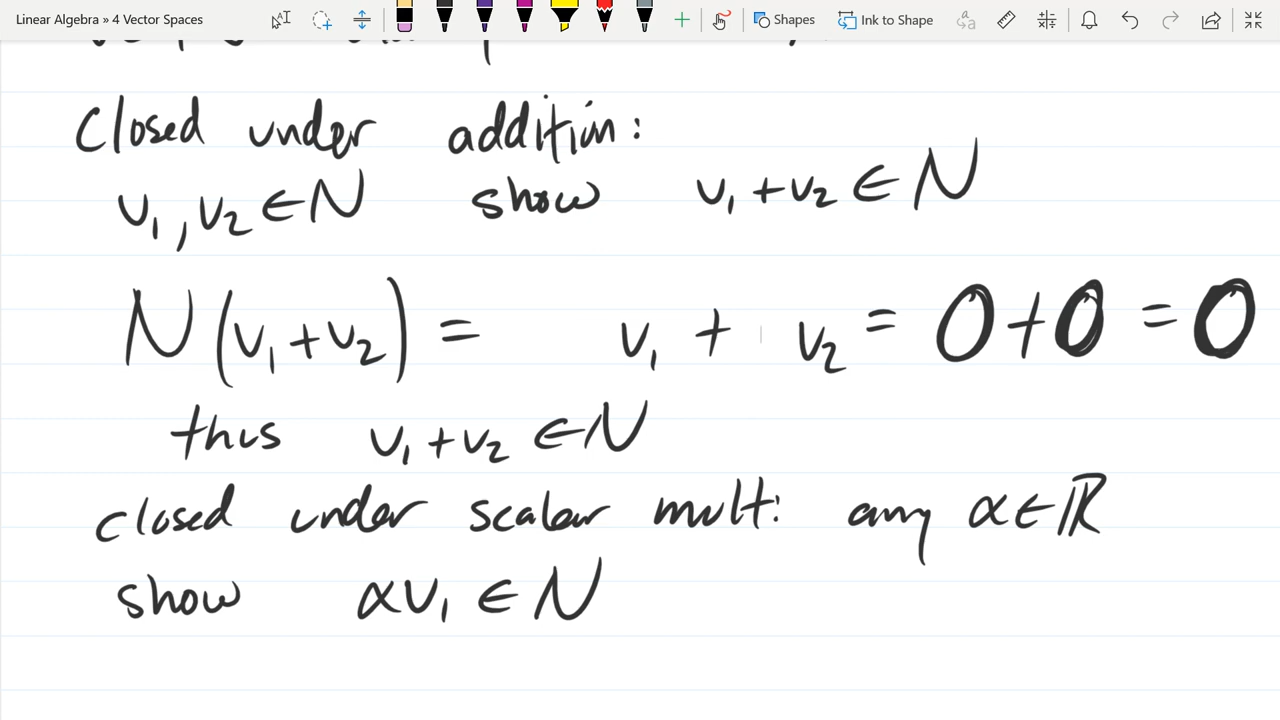 Linear Algebra » 4 Vector Spaces
Shapes
Ink to Shape
Closed under addition:
v₁, v₂ ∈ N show v₁ + v₂ ∈ N
N(v₁ + v₂) = v₁ + v₂ = 0 + 0 = 0
thus v₁ + v₂ ∈ N
closed under scalar mult: any α ∈ ℝ
show αv₁ ∈ N